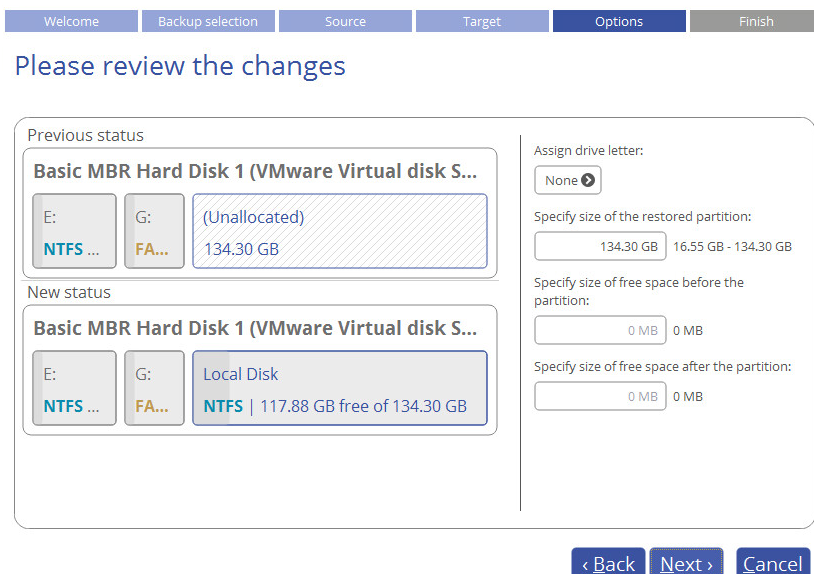 Welcome
Backup selection
Source
Target
Options
Finish
Please review the changes
Previous status
Basic MBR Hard Disk 1 (VMware Virtual disk S...
E:
NTFS ...
G:
FA...
(Unallocated)
134.30 GB
New status
Basic MBR Hard Disk 1 (VMware Virtual disk S...
E:
NTFS ...
G:
FA...
Local Disk
NTFS | 117.88 GB free of 134.30 GB
Assign drive letter:
None
Specify size of the restored partition:
134.30 GB 16.55 GB - 134.30 GB
Specify size of free space before the
partition:
0 MB 0 MB
Specify size of free space after the partition:
0 MB 0 MB
‹ Back
Next ›
Cancel